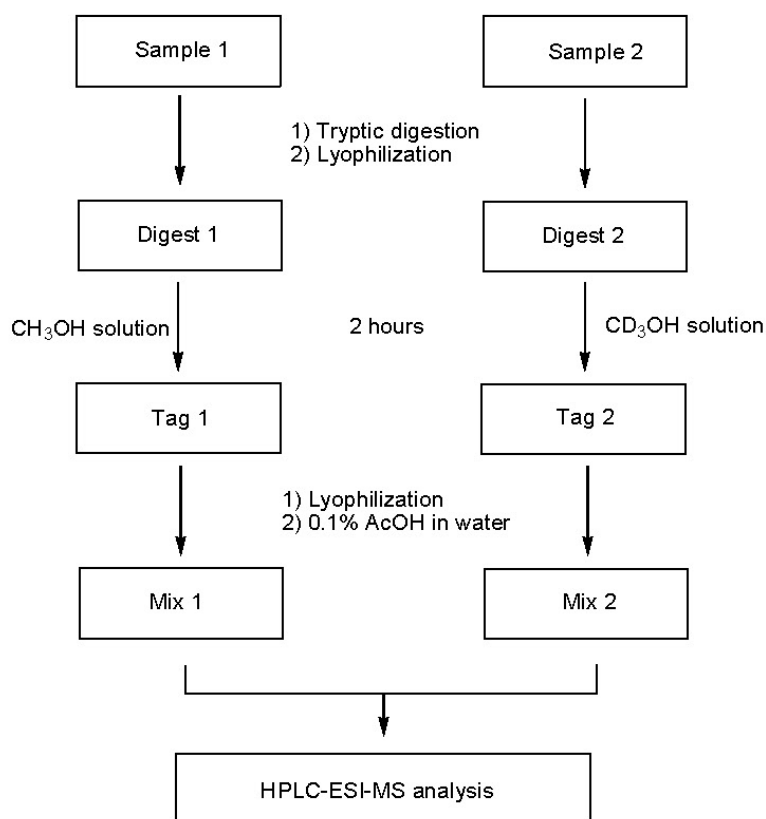 Sample 1
Sample 2
1) Tryptic digestion
2) Lyophilization
Digest 1
Digest 2
CH₃OH solution
2 hours
CD₃OH solution
Tag 1
Tag 2
1) Lyophilization
2) 0.1% AcOH in water
Mix 1
Mix 2
HPLC-ESI-MS analysis